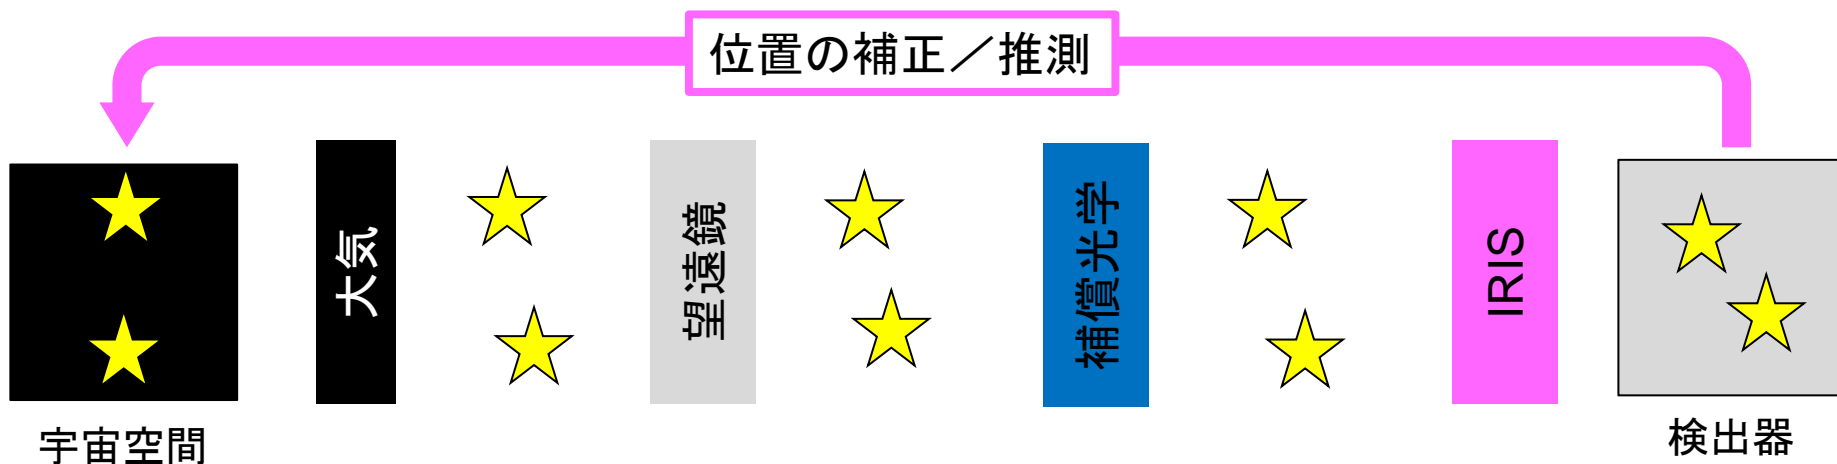 位置の補正／推測
大気
望遠鏡
補償光学
IRIS
宇宙空間
検出器